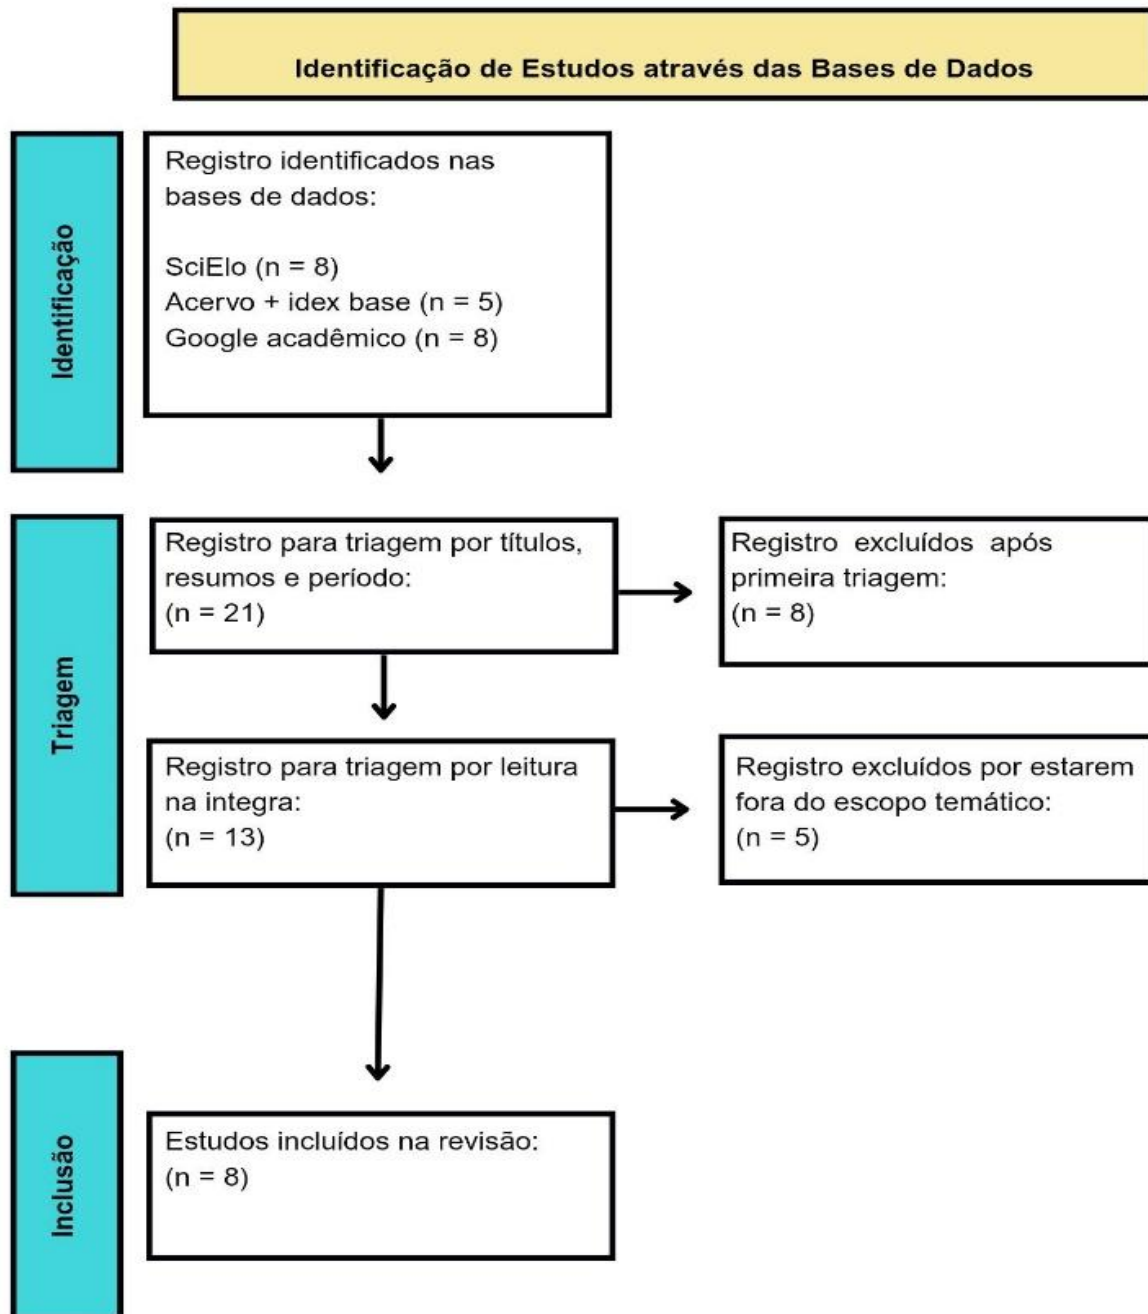 Identificação de Estudos através das Bases de Dados
Identificação
Registro identificados nas
bases de dados:
SciElo (n = 8)
Acervo + idex base (n = 5)
Google acadêmico (n = 8)
Triagem
Registro para triagem por títulos,
resumos e período:
(n = 21)
Registro excluídos após
primeira triagem:
(n = 8)
Registro para triagem por leitura
na integra:
(n = 13)
Registro excluídos por estarem
fora do escopo temático:
(n = 5)
Inclusão
Estudos incluídos na revisão:
(n = 8)